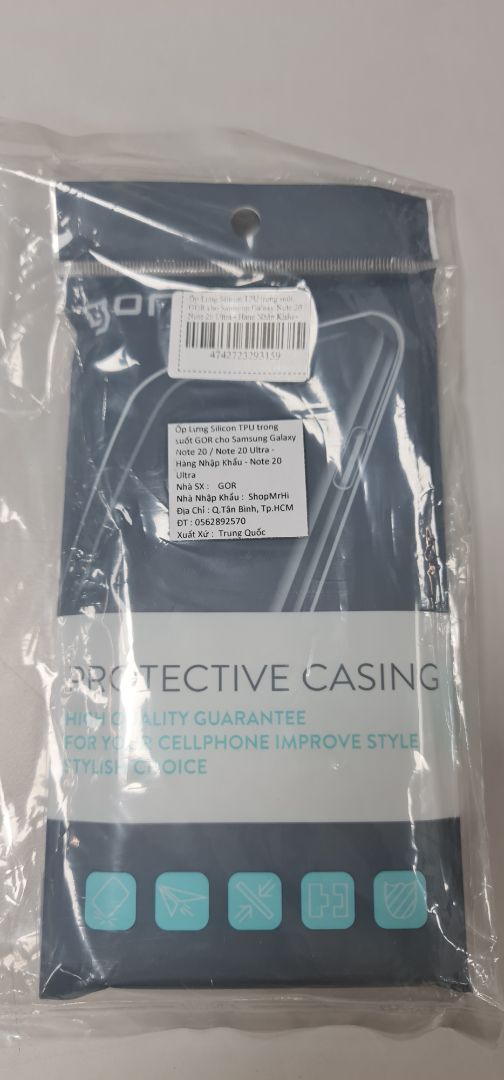 gor
Ốp Lưng Silicon TPU trong suốt
GOR cho Samsung Galaxy Note 20 /
Note 20 Ultra - Hàng Nhập Khẩu -
4742723293159
Ốp Lưng Silicon TPU trong
suốt GOR cho Samsung Galaxy
Note 20 / Note 20 Ultra -
Hàng Nhập Khẩu - Note 20
Ultra
Nhà SX : GOR
Nhà Nhập Khẩu : ShopMrHi
Địa Chỉ : Q.Tân Bình, Tp.HCM
ĐT : 0562892570
Xuất Xứ : Trung Quốc
PROTECTIVE CASING
HIGH QUALITY GUARANTEE
FOR YOUR CELLPHONE IMPROVE STYLE
STYLISH CHOICE